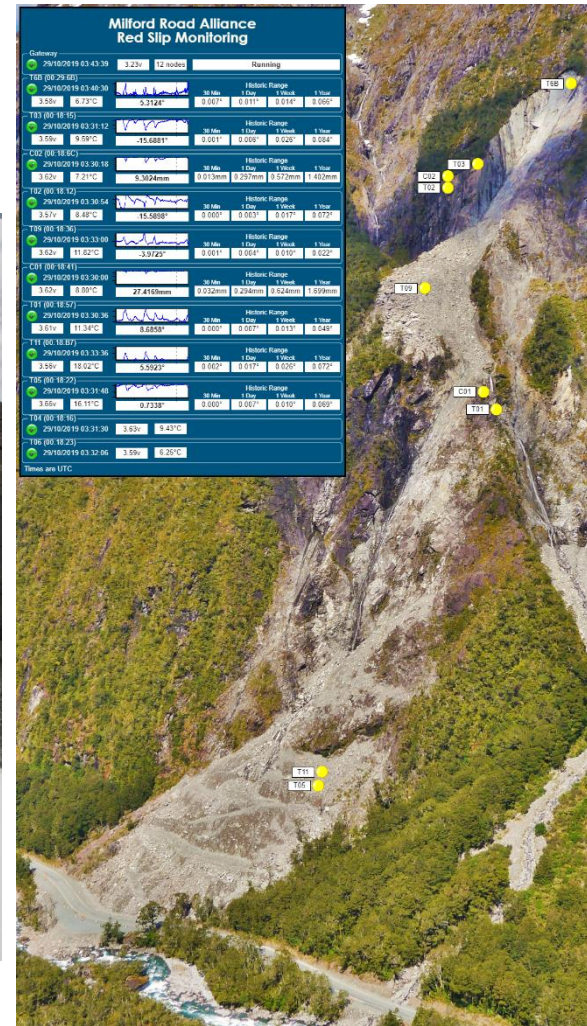 Milford Road Alliance
Red Slip Monitoring
Gateway
29/10/2019 03:43:39 3.23v 12 nodes Running
T6B (00:29:6B)
29/10/2019 03:40:30 Historic Range
30 Min 1 Day 1 Week 1 Year
3.58v 6.73°C 5.3124° 0.007° 0.011° 0.014° 0.066°
T03 (00:18:15)
29/10/2019 03:31:12 Historic Range
30 Min 1 Day 1 Week 1 Year
3.59v 9.59°C -15.6881° 0.001° 0.006° 0.026° 0.084°
C02 (00:18:6C)
29/10/2019 03:30:18 Historic Range
30 Min 1 Day 1 Week 1 Year
3.62v 7.21°C 9.3024mm 0.013mm 0.297mm 0.572mm 1.402mm
T02 (00:18:12)
29/10/2019 03:30:54 Historic Range
30 Min 1 Day 1 Week 1 Year
3.57v 8.48°C -15.5898° 0.000° 0.003° 0.017° 0.072°
T09 (00:18:36)
29/10/2019 03:33:00 Historic Range
30 Min 1 Day 1 Week 1 Year
3.62v 11.82°C -3.9725° 0.001° 0.004° 0.010° 0.022°
C01 (00:18:41)
29/10/2019 03:30:00 Historic Range
30 Min 1 Day 1 Week 1 Year
3.62v 27.4169mm 0.032mm 0.294mm 0.624mm 1.699mm
T01 (00:18:57)
29/10/2019 03:30:36 Historic Range
30 Min 1 Day 1 Week 1 Year
3.61v 11.34°C 8.6858° 0.000° 0.007° 0.013° 0.049°
T11 (00:18:B7)
29/10/2019 03:33:36 Historic Range
30 Min 1 Day 1 Week 1 Year
3.56v 18.02°C 5.5923° 0.002° 0.017° 0.026° 0.072°
T05 (00:18:22)
29/10/2019 03:31:48 Historic Range
30 Min 1 Day 1 Week 1 Year
3.66v 16.11°C 0.7338° 0.000° 0.007° 0.010° 0.089°
T04 (00:18:16)
29/10/2019 03:31:30 3.63v 9.43°C
T06 (00:18:23)
29/10/2019 03:32:06 3.59v 6.26°C
Times are UTC
T6B
T03
C02
T02
T09
C01
T01
T11
T05